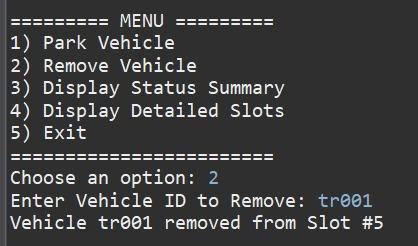 ========= MENU =========
1) Park Vehicle
2) Remove Vehicle
3) Display Status Summary
4) Display Detailed Slots
5) Exit
========================
Choose an option: 2
Enter Vehicle ID to Remove: tr001
Vehicle tr001 removed from Slot #5